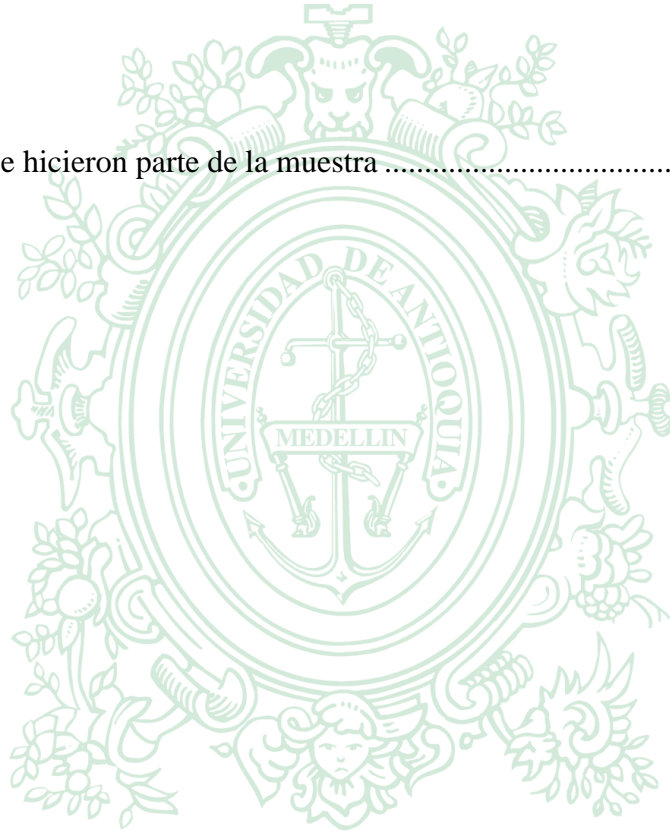 e hicieron parte de la muestra ....................................
UNIVERSIDAD DE ANTIOQUIA
MEDELLIN